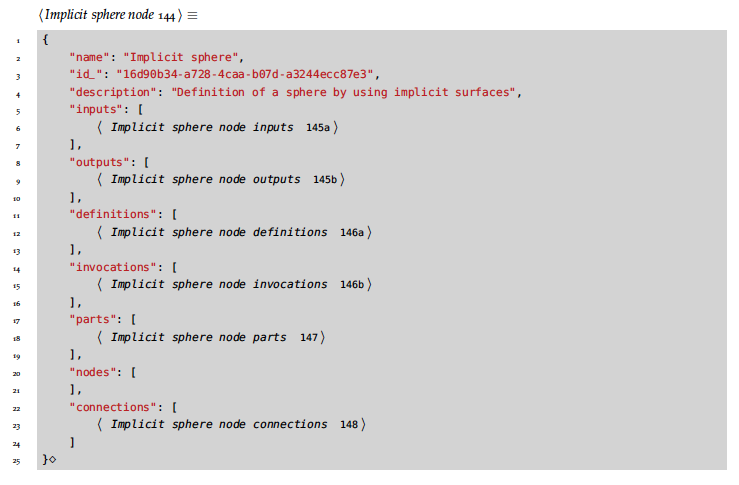 ⟨Implicit sphere node 144⟩ ≡
1 {
2 "name": "Implicit sphere",
3 "id_": "16d90b34-a728-4caa-b07d-a3244ecc87e3",
4 "description": "Definition of a sphere by using implicit surfaces",
5 "inputs": [
6 ⟨ Implicit sphere node inputs 145a⟩
7 ],
8 "outputs": [
9 ⟨ Implicit sphere node outputs 145b⟩
10 ],
11 "definitions": [
12 ⟨ Implicit sphere node definitions 146a⟩
13 ],
14 "invocations": [
15 ⟨ Implicit sphere node invocations 146b⟩
16 ],
17 "parts": [
18 ⟨ Implicit sphere node parts 147⟩
19 ],
20 "nodes": [
21 ],
22 "connections": [
23 ⟨ Implicit sphere node connections 148⟩
24 ]
25 }◇